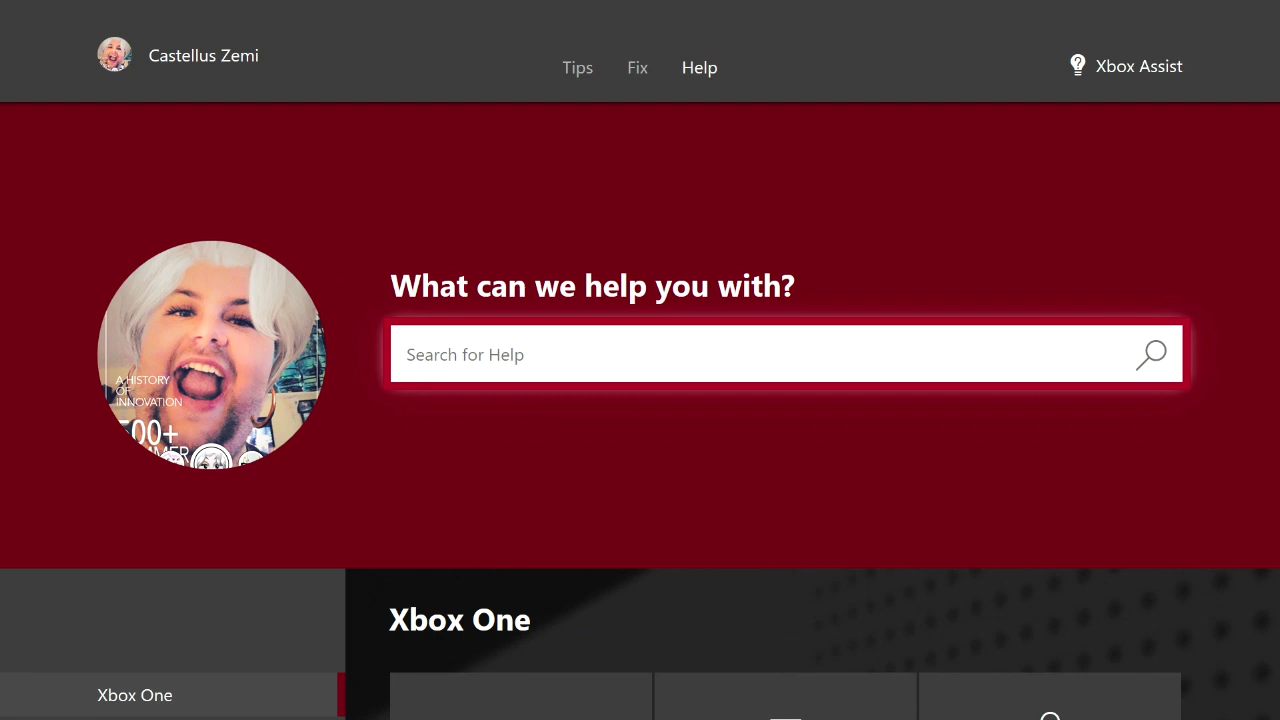 Castellus Zemi
Tips
Fix
Help
Xbox Assist
What can we help you with?
Search for Help
A HISTORY
OF
INNOVATION
00+
Xbox One
Xbox One